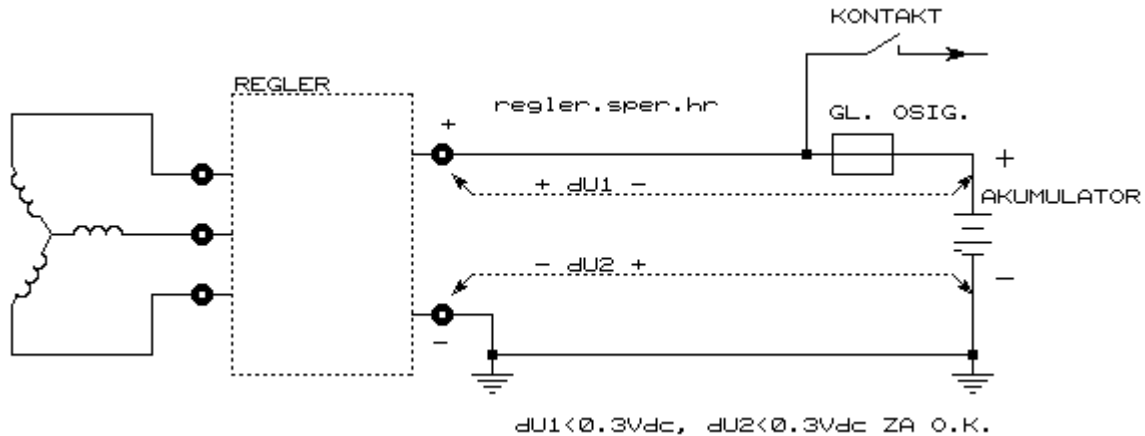 KONTAKT
REGLER
regler.sper.hr
GL. OSIG.
+
+
+ dU1 -
AKUMULATOR
- dU2 +
-
-
dU1<0.3Vdc, dU2<0.3Vdc ZA O.K.